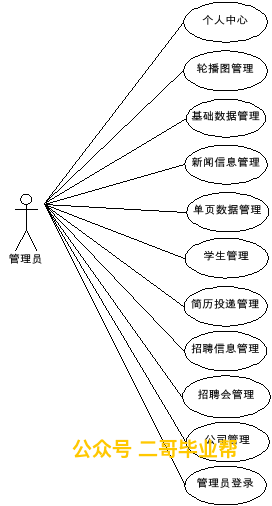 个人中心
轮播图管理
基础数据管理
新闻信息管理
单页数据管理
学生管理
管理员
简历投递管理
招聘信息管理
招聘会管理
公司管理
公众号 二哥毕业帮
管理员登录